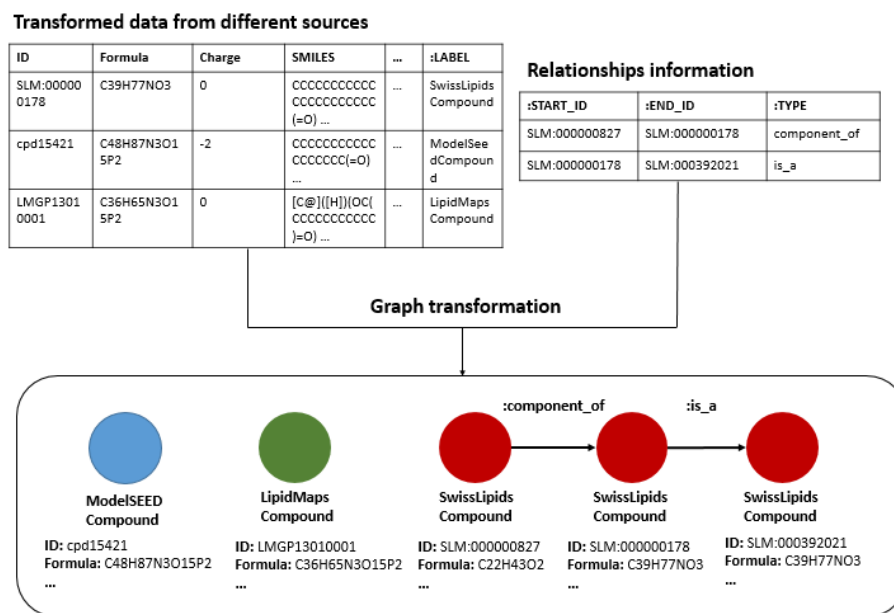 Transformed data from different sources
ID Formula Charge SMILES ... :LABEL
SLM:00000 C39H77NO3 0 CCCCCCCCCCC ... SwissLipids
0178 CCCCCCCCCCC Compound
(=O) ...
cpd15421 C48H87N3O -2 CCCCCCCCCCC ... ModelSee
15P2 CCCCCCC(=O) dCompoun
... d
LMGP1301 C36H65N3O1 0 [C@]([H])(OC( ... LipidMaps
0001 5P2 CCCCCCCCCCC Compound
)=O) ...
Relationships information
:START_ID :END_ID :TYPE
SLM:000000827 SLM:000000178 component_of
SLM:000000178 SLM:000392021 is_a
Graph transformation
:component_of :is_a
ModelSEED LipidMaps SwissLipids SwissLipids SwissLipids
Compound Compound Compound Compound Compound
ID: cpd15421 ID: LMGP13010001 ID: SLM:000000827 ID: SLM:000000178 ID: SLM:000392021
Formula: C48H87N3O15P2 Formula: C36H65N3O15P2 Formula: C22H43O2 Formula: C39H77NO3 Formula: C39H77NO3
... ... ... ... ...